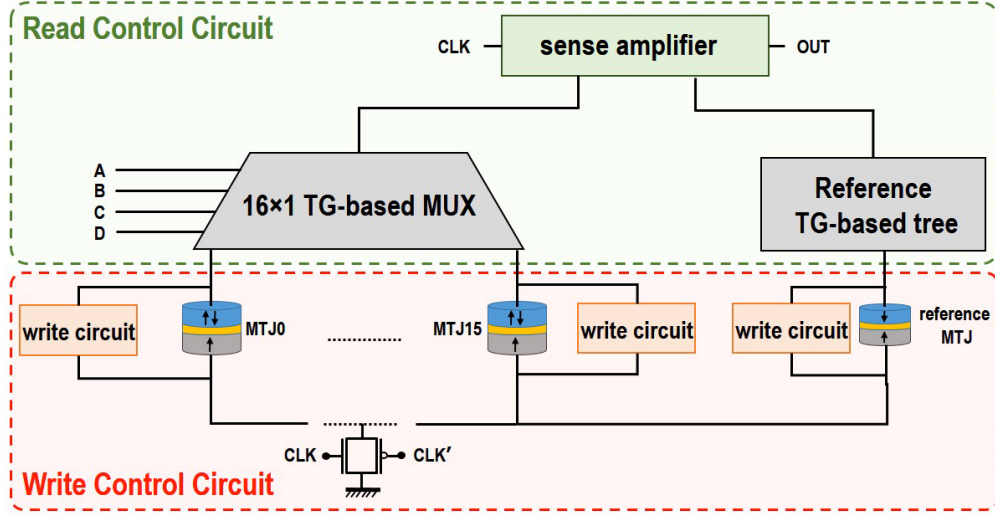 Read Control Circuit
CLK
sense amplifier
OUT
A
B
C
D
16×1 TG-based MUX
Reference
TG-based tree
write circuit
MTJ0
MTJ15
write circuit
write circuit
reference
MTJ
CLK
CLK′
Write Control Circuit